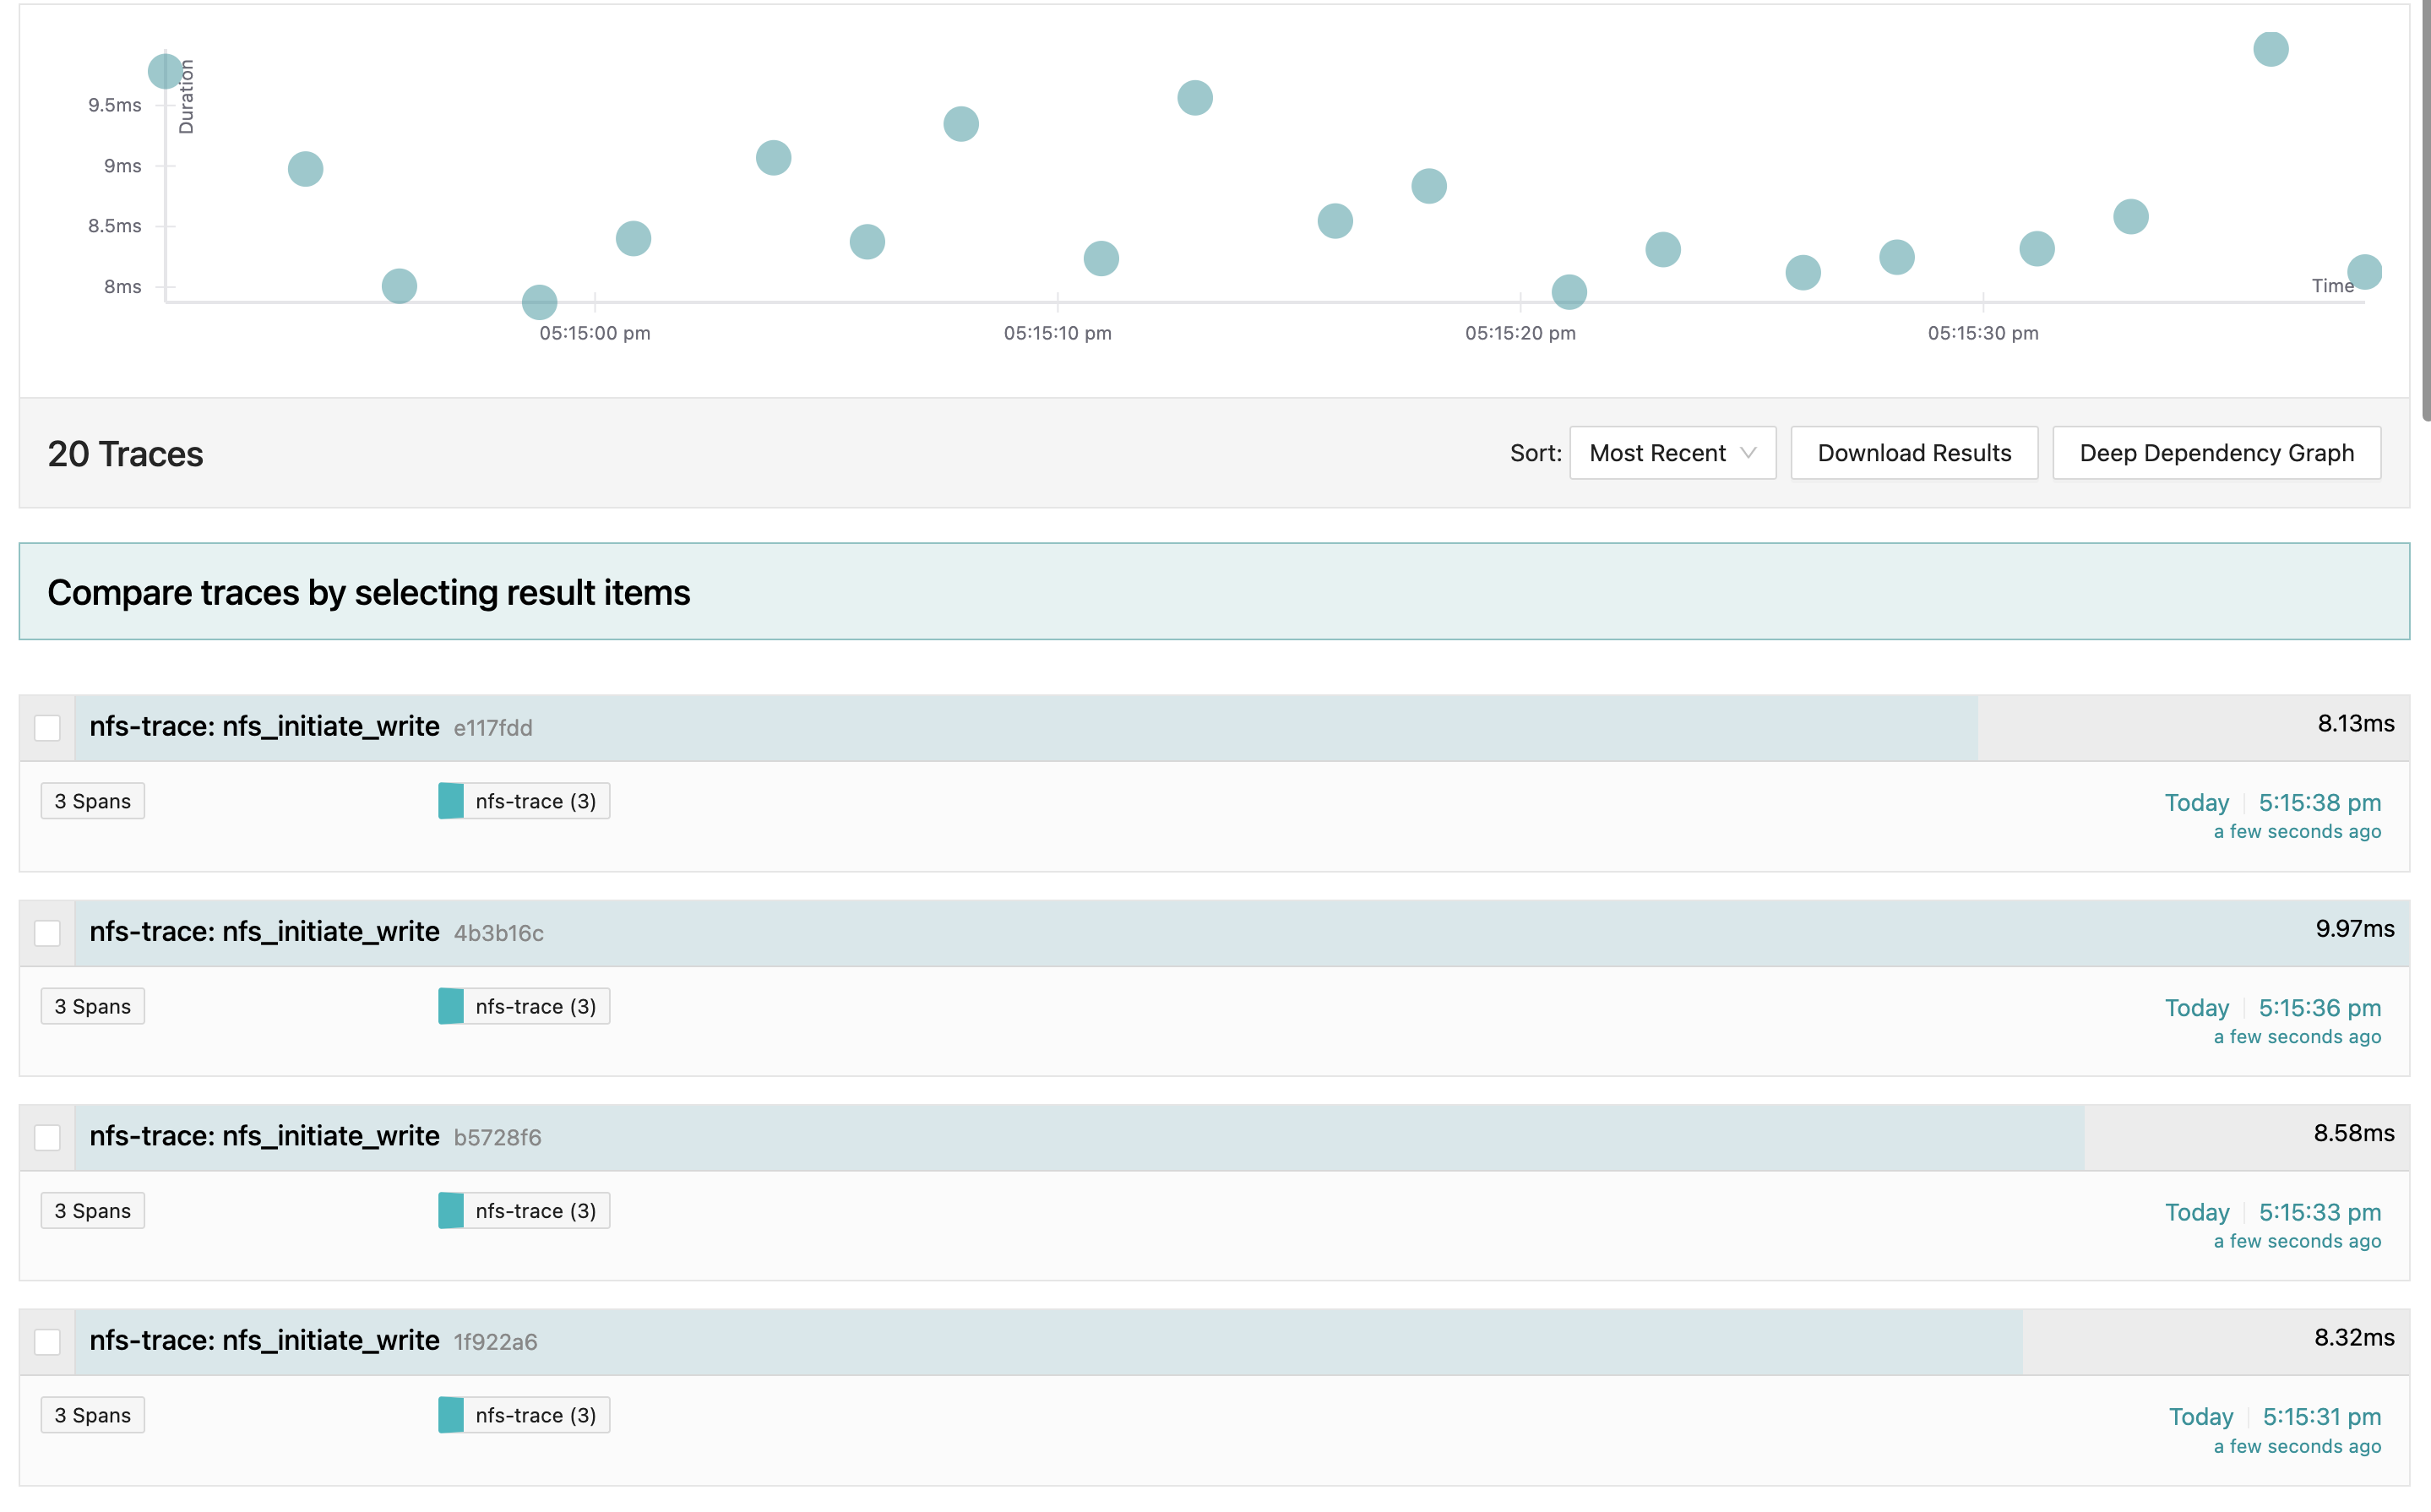 Duration
9.5ms
9ms
8.5ms
8ms
Time
05:15:00 pm 05:15:10 pm 05:15:20 pm 05:15:30 pm
20 Traces Sort: Most Recent Download Results Deep Dependency Graph
Compare traces by selecting result items
nfs-trace: nfs_initiate_write e117fdd 8.13ms
3 Spans nfs-trace (3) Today 5:15:38 pm
a few seconds ago
nfs-trace: nfs_initiate_write 4b3b16c 9.97ms
3 Spans nfs-trace (3) Today 5:15:36 pm
a few seconds ago
nfs-trace: nfs_initiate_write b5728f6 8.58ms
3 Spans nfs-trace (3) Today 5:15:33 pm
a few seconds ago
nfs-trace: nfs_initiate_write 1f922a6 8.32ms
3 Spans nfs-trace (3) Today 5:15:31 pm
a few seconds ago